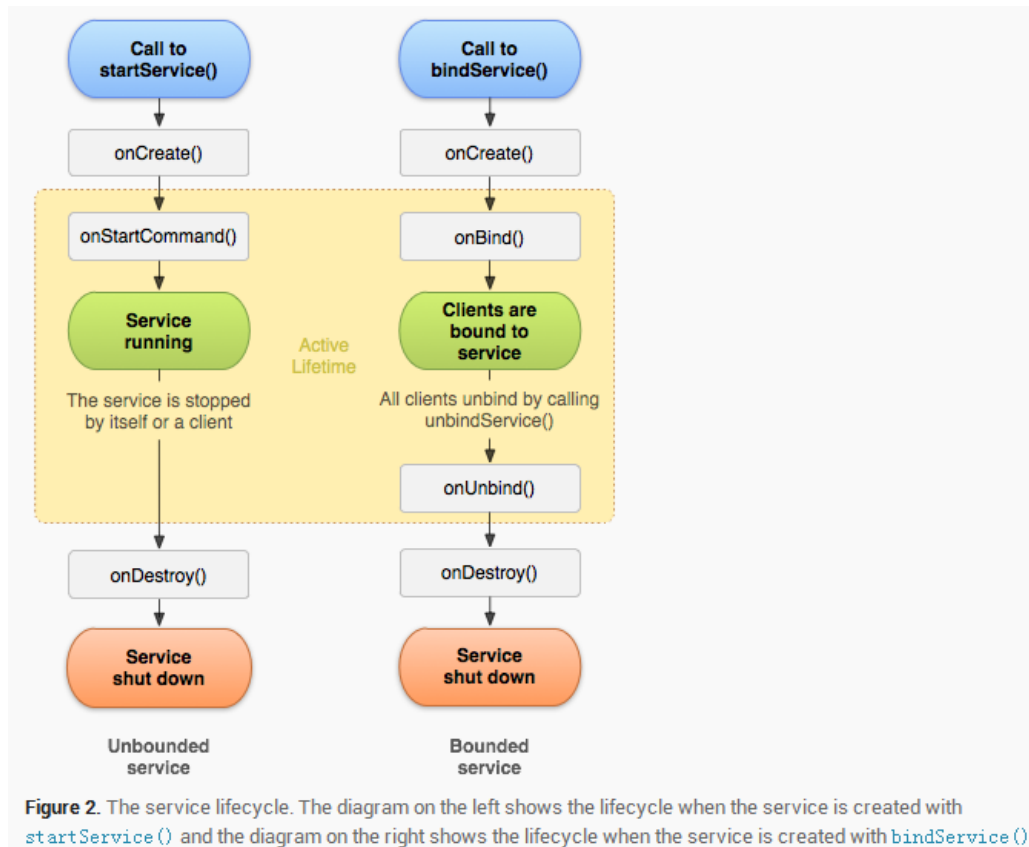 Call to
startService()
onCreate()
onStartCommand()
Service
running
The service is stopped
by itself or a client
onDestroy()
Service
shut down
Unbounded
service
Active
Lifetime
Call to
bindService()
onCreate()
onBind()
Clients are
bound to
service
All clients unbind by calling
unbindService()
onUnbind()
onDestroy()
Service
shut down
Bounded
service
Figure 2. The service lifecycle. The diagram on the left shows the lifecycle when the service is created with
startService() and the diagram on the right shows the lifecycle when the service is created with bindService()